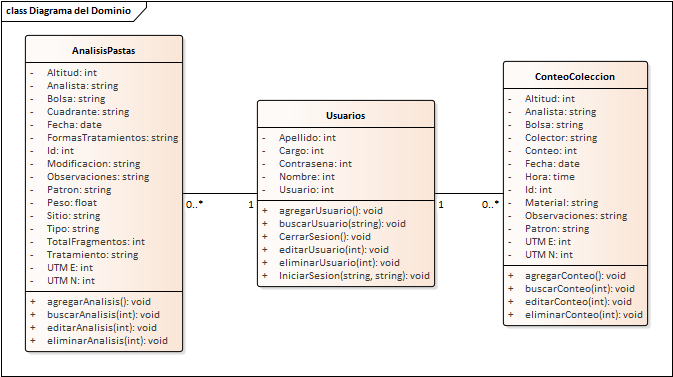 class Diagrama del Dominio
AnalisisPastas
- Altitud: int
- Analista: string
- Bolsa: string
- Cuadrante: string
- Fecha: date
- FormasTratamientos: string
- Id: int
- Modificacion: string
- Observaciones: string
- Patron: string
- Peso: float
- Sitio: string
- Tipo: string
- TotalFragmentos: int
- Tratamiento: string
- UTM E: int
- UTM N: int
+ agregarAnalisis(): void
+ buscarAnalisis(int): void
+ editarAnalisis(int): void
+ eliminarAnalisis(int): void
0..*
1
Usuarios
- Apellido: int
- Cargo: int
- Contrasena: int
- Nombre: int
- Usuario: int
+ agregarUsuario(): void
+ buscarUsuario(string): void
+ CerrarSesion(): void
+ editarUsuario(int): void
+ eliminarUsuario(int): void
+ IniciarSesion(string, string): void
1
0..*
ConteoColeccion
- Altitud: int
- Analista: string
- Bolsa: string
- Colector: string
- Conteo: int
- Fecha: date
- Hora: time
- Id: int
- Material: string
- Observaciones: string
- Patron: string
- UTM E: int
- UTM N: int
+ agregarConteo(): void
+ buscarConteo(int): void
+ editarConteo(int): void
+ eliminarConteo(int): void